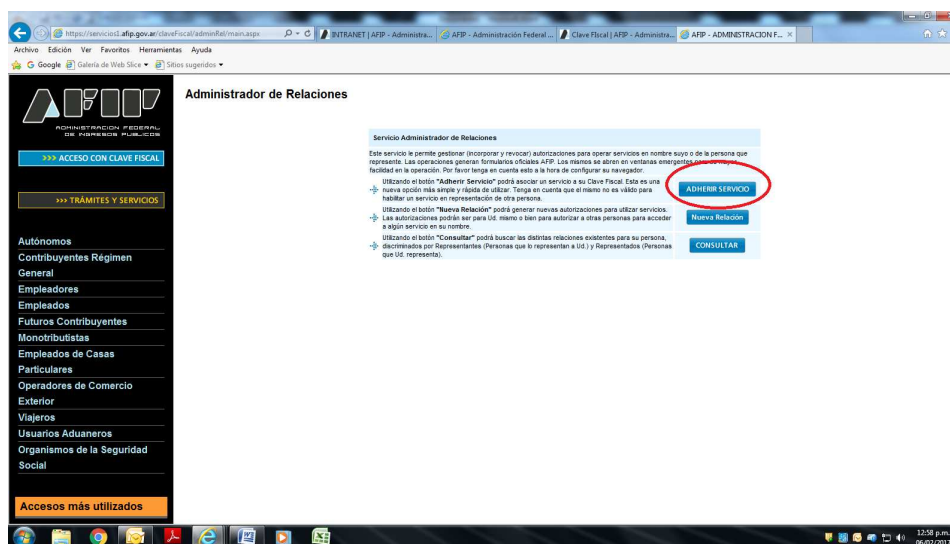 https://servicios1.afip.gov.ar/claveFiscal/adminRel/main.aspx
INTRANET | AFIP - Administra...
AFIP - Administración Federal ...
Clave Fiscal | AFIP - Administra...
AFIP - ADMINISTRACION F...
Archivo Edición Ver Favoritos Herramientas Ayuda
Google Galería de Web Slice Sitios sugeridos
AFIP
ADMINISTRACION FEDERAL
DE INGRESOS PUBLICOS
>>> ACCESO CON CLAVE FISCAL
>>> TRÁMITES Y SERVICIOS
Autónomos
Contribuyentes Régimen
General
Empleadores
Empleados
Futuros Contribuyentes
Monotributistas
Empleados de Casas
Particulares
Operadores de Comercio
Exterior
Viajeros
Usuarios Aduaneros
Organismos de la Seguridad
Social
Accesos más utilizados
Administrador de Relaciones
Servicio Administrador de Relaciones
Este servicio le permite gestionar (incorporar y revocar) autorizaciones para operar servicios en nombre suyo o de la persona que
represente. Las operaciones generan formularios oficiales AFIP. Los mismos se abren en ventanas emergentes para de mayor
facilidad en la operación. Por favor tenga en cuenta esto a la hora de configurar su navegador.
Utilizando el botón "Adherir Servicio" podrá asociar un servicio a su Clave Fiscal. Esta es una
nueva opción más simple y rápida de utilizar. Tenga en cuenta que el mismo no es válido para
habilitar un servicio en representación de otra persona.
ADHERIR SERVICIO
Utilizando el botón "Nueva Relación" podrá generar nuevas autorizaciones para utilizar servicios.
Las autorizaciones podrán ser para Ud. mismo o bien para autorizar a otras personas para acceder
a algún servicio en su nombre.
Nueva Relación
Utilizando el botón "Consultar" podrá buscar las distintas relaciones existentes para su persona,
discriminados por Representantes (Personas que lo representan a Ud.) y Representados (Personas
que Ud. representa).
CONSULTAR
12:58 p.m.